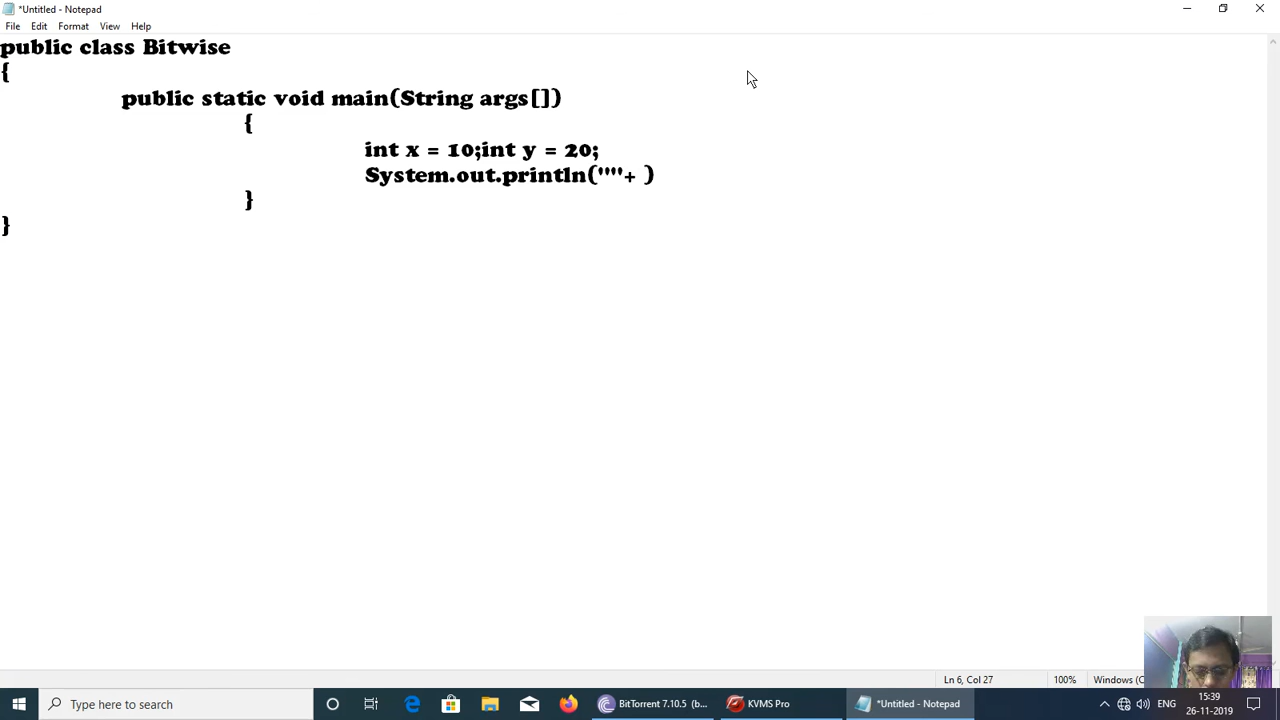 *Untitled - Notepad
File Edit Format View Help
public class Bitwise
{
public static void main(String args[])
{
int x = 10;int y = 20;
System.out.println(""+ )
}
}
Ln 6, Col 27 100% Windows (C
Type here to search BitTorrent 7.10.5 (b... KVMS Pro *Untitled - Notepad ENG 15:39
26-11-2019